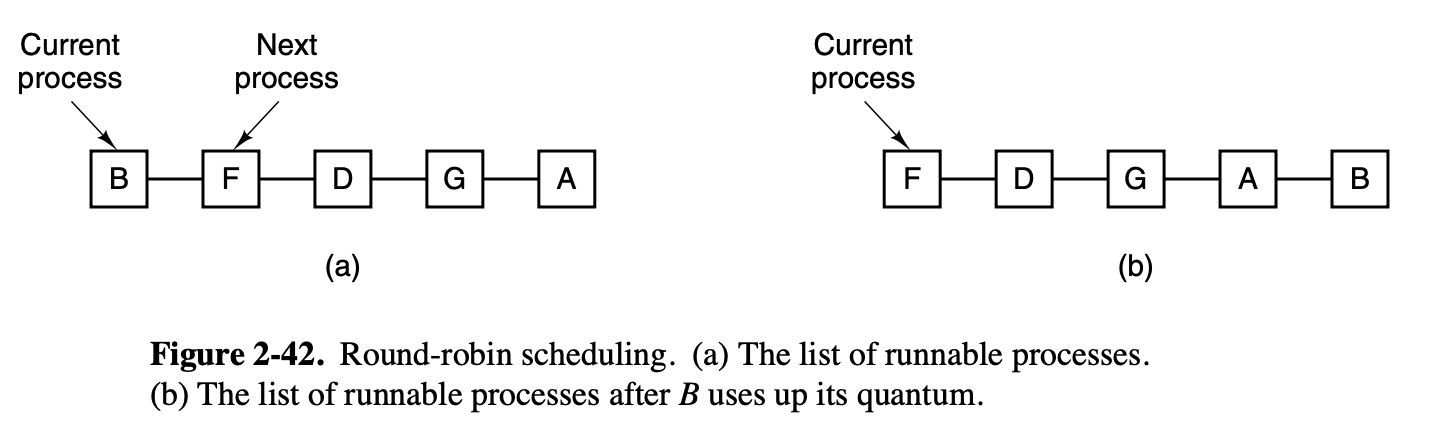 Current process
Next process
B F D G A
(a)
Current process
F D G A B
(b)
Figure 2-42. Round-robin scheduling. (a) The list of runnable processes.
(b) The list of runnable processes after B uses up its quantum.